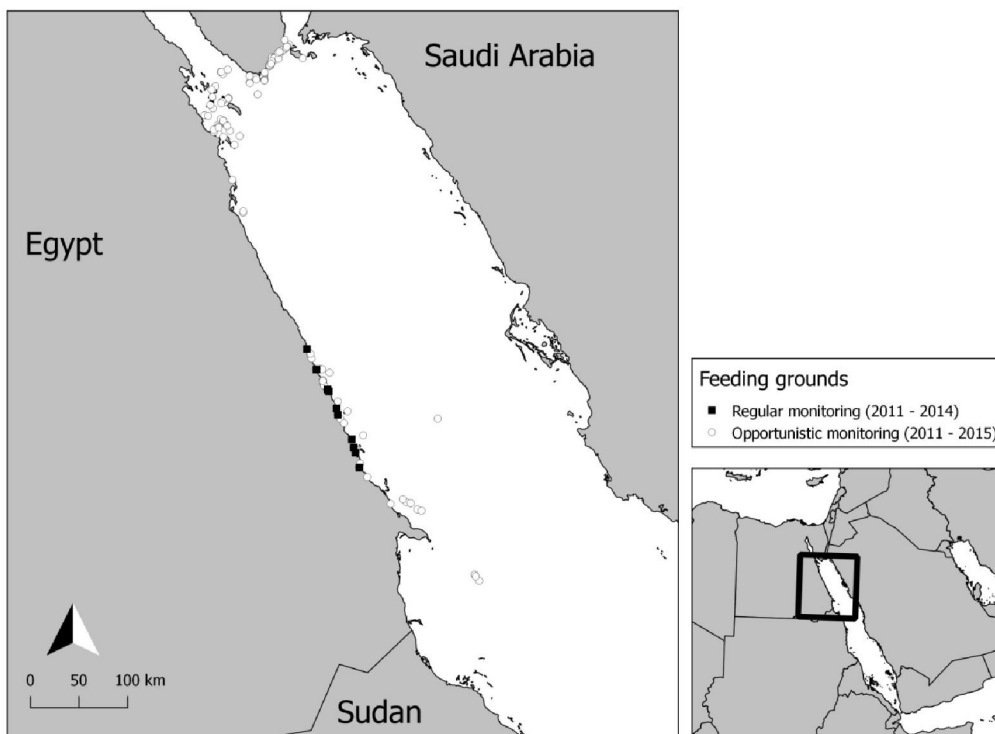 Saudi Arabia
Egypt
Feeding grounds
Regular monitoring (2011 - 2014)
Opportunistic monitoring (2011 - 2015)
0 50 100 km
Sudan